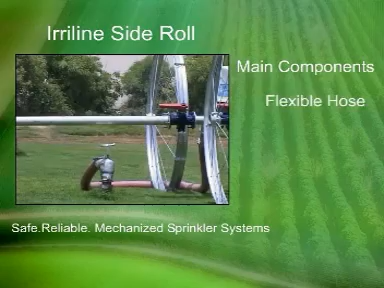 Irriline Side Roll
Main Components
Flexible Hose
Safe.Reliable. Mechanized Sprinkler Systems